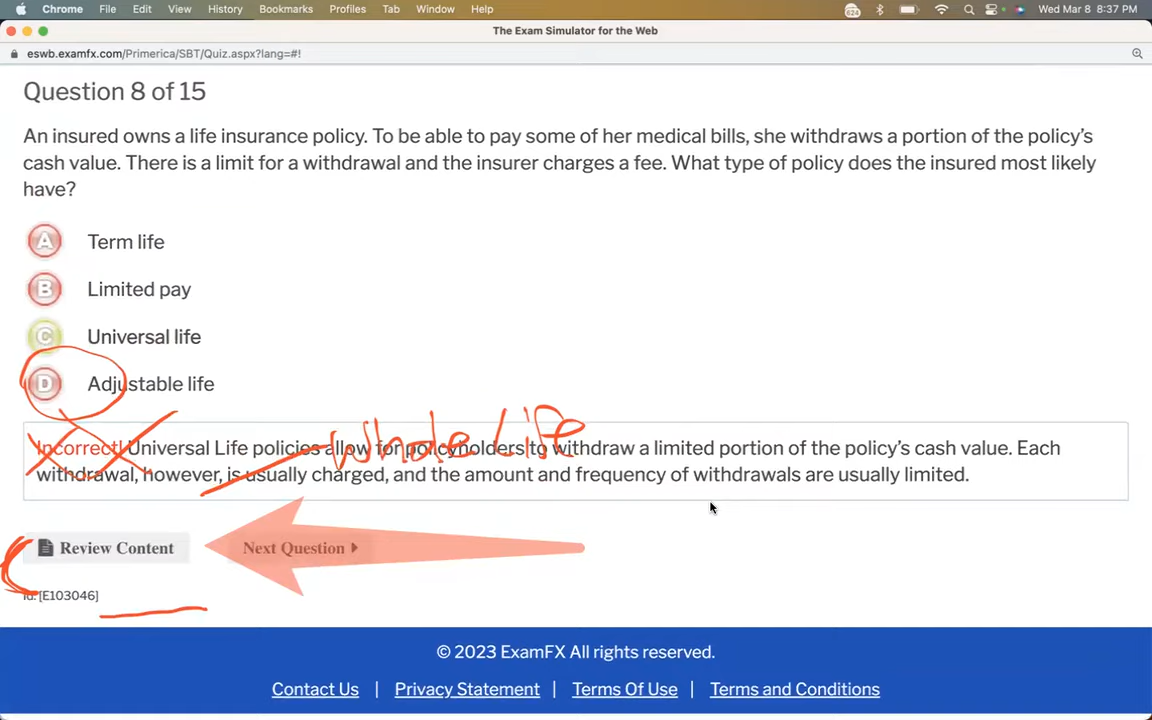 Chrome File Edit View History Bookmarks Profiles Tab Window Help 624 Wed Mar 8 8:37 PM
The Exam Simulator for the Web
eswb.examfx.com/Primerica/SBT/Quiz.aspx?lang=#!
Question 8 of 15
An insured owns a life insurance policy. To be able to pay some of her medical bills, she withdraws a portion of the policy's
cash value. There is a limit for a withdrawal and the insurer charges a fee. What type of policy does the insured most likely
have?
A Term life
B Limited pay
C Universal life
D Adjustable life
Whole Life
Incorrect! Universal Life policies allow for policyholders to withdraw a limited portion of the policy's cash value. Each
withdrawal, however, is usually charged, and the amount and frequency of withdrawals are usually limited.
Review Content Next Question
Id: [E103046]
© 2023 ExamFX All rights reserved.
Contact Us | Privacy Statement | Terms Of Use | Terms and Conditions